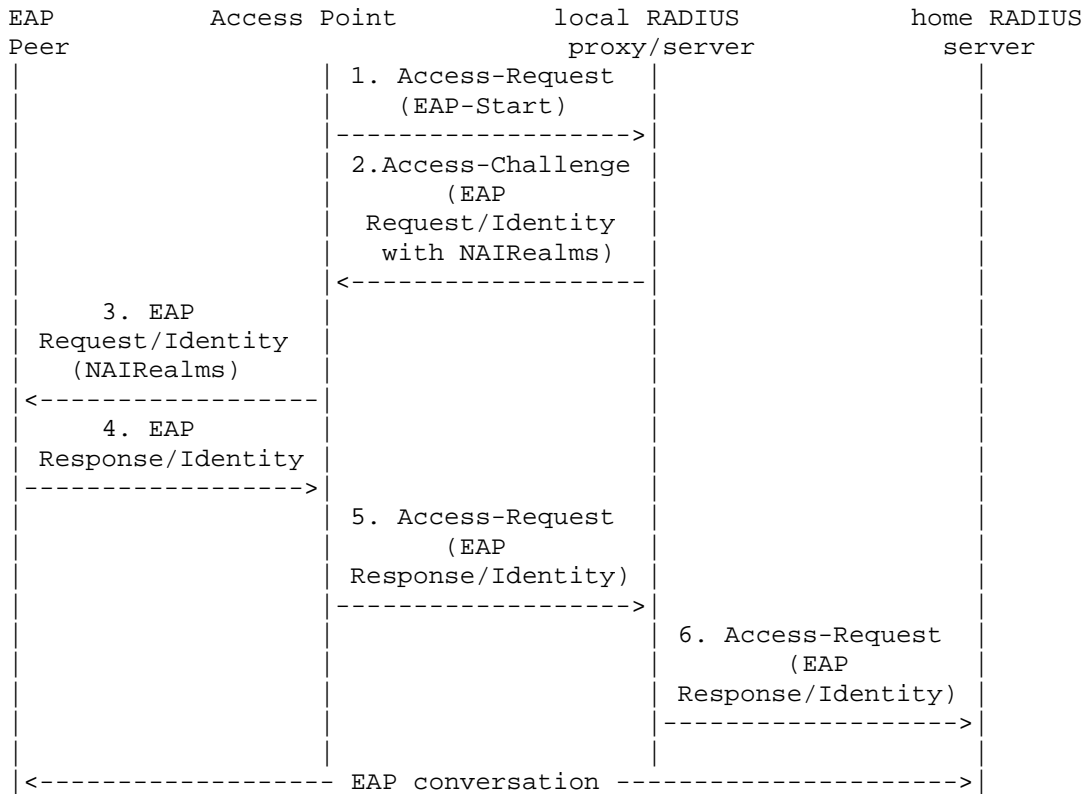 EAP Access Point local RADIUS home RADIUS
Peer proxy/server server
1. Access-Request
(EAP-Start)
2.Access-Challenge
(EAP
Request/Identity
with NAIRealms)
3. EAP
Request/Identity
(NAIRealms)
4. EAP
Response/Identity
5. Access-Request
(EAP
Response/Identity)
6. Access-Request
(EAP
Response/Identity)
EAP conversation